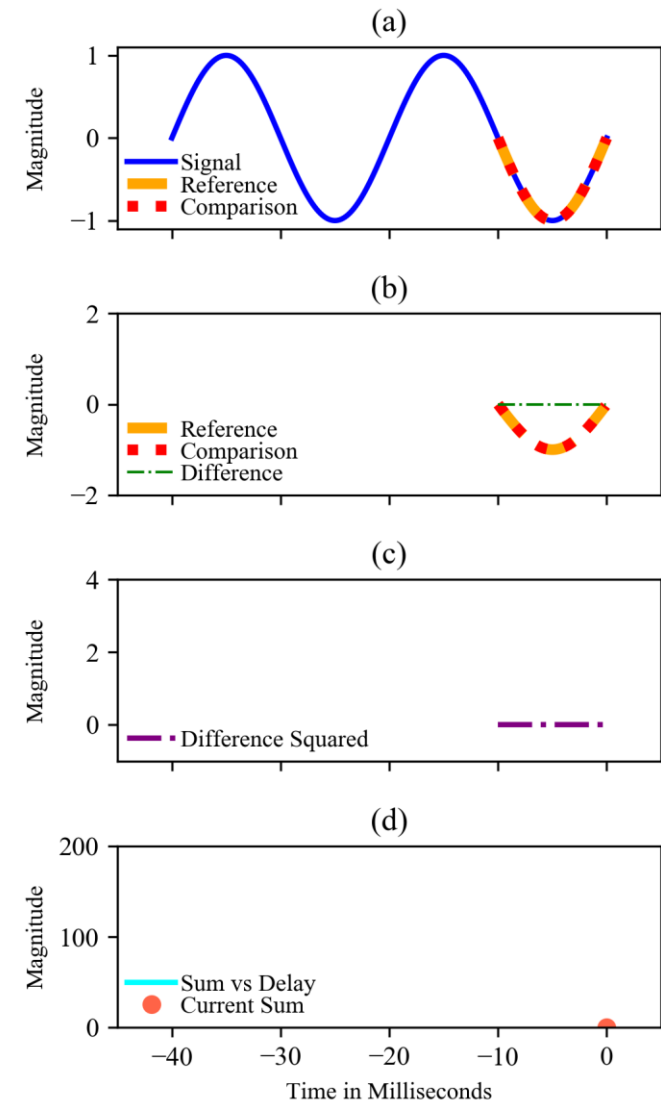 (a)
Magnitude
1
0
−1
Signal
Reference
Comparison
(b)
Magnitude
2
0
−2
Reference
Comparison
Difference
(c)
Magnitude
4
2
0
Difference Squared
(d)
Magnitude
200
100
0
Sum vs Delay
Current Sum
−40 −30 −20 −10 0
Time in Milliseconds